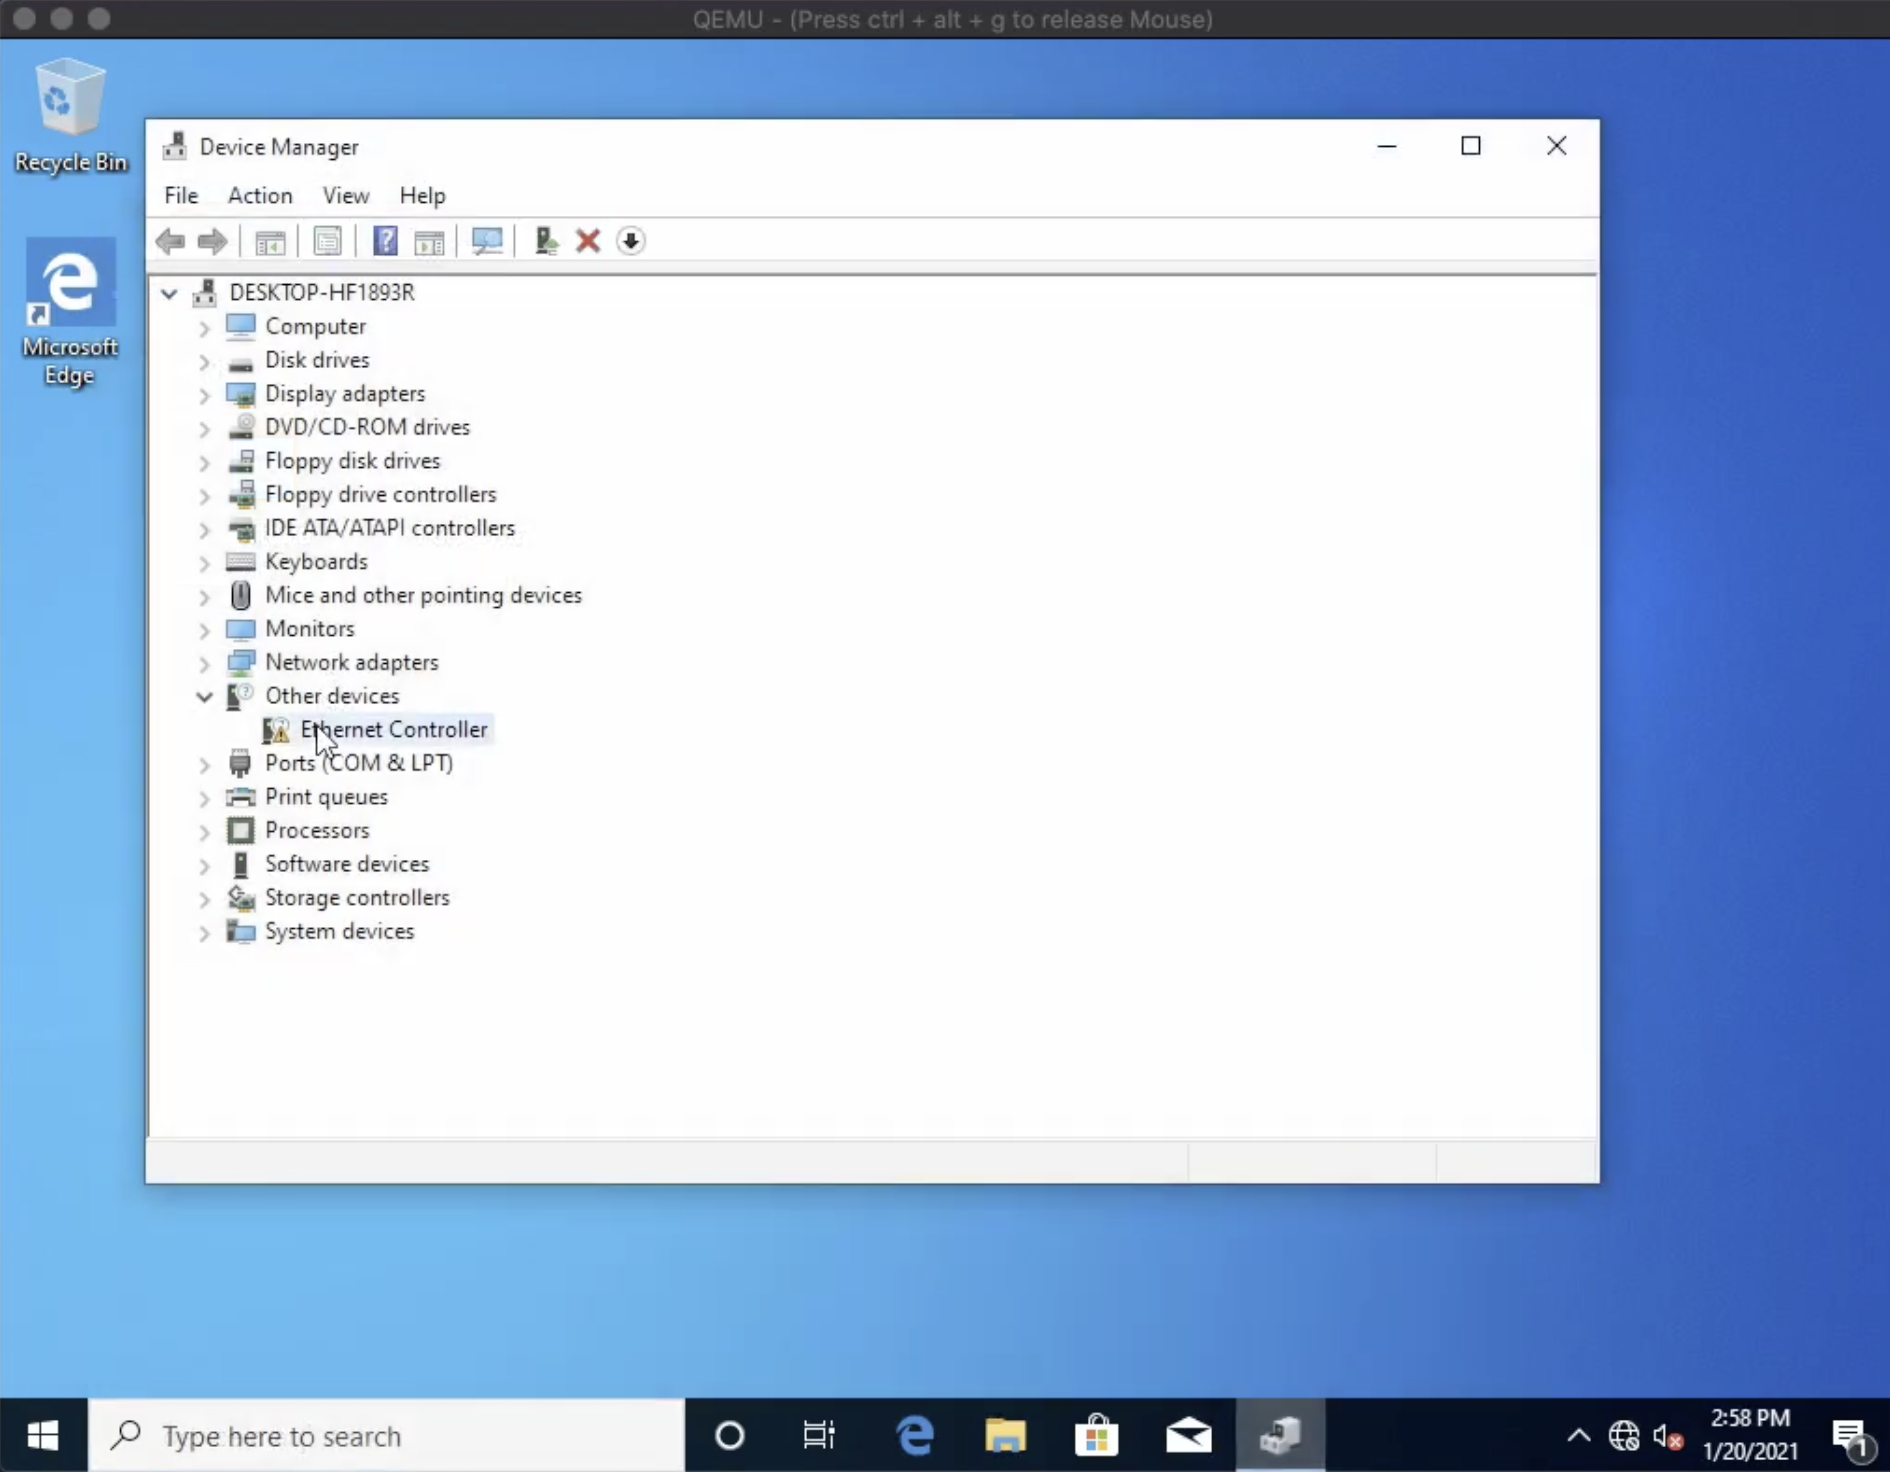 QEMU - (Press ctrl + alt + g to release Mouse)
Recycle Bin
Microsoft
Edge
Device Manager
File Action View Help
DESKTOP-HF1893R
Computer
Disk drives
Display adapters
DVD/CD-ROM drives
Floppy disk drives
Floppy drive controllers
IDE ATA/ATAPI controllers
Keyboards
Mice and other pointing devices
Monitors
Network adapters
Other devices
Ethernet Controller
Ports (COM & LPT)
Print queues
Processors
Software devices
Storage controllers
System devices
Type here to search
2:58 PM
1/20/2021
1